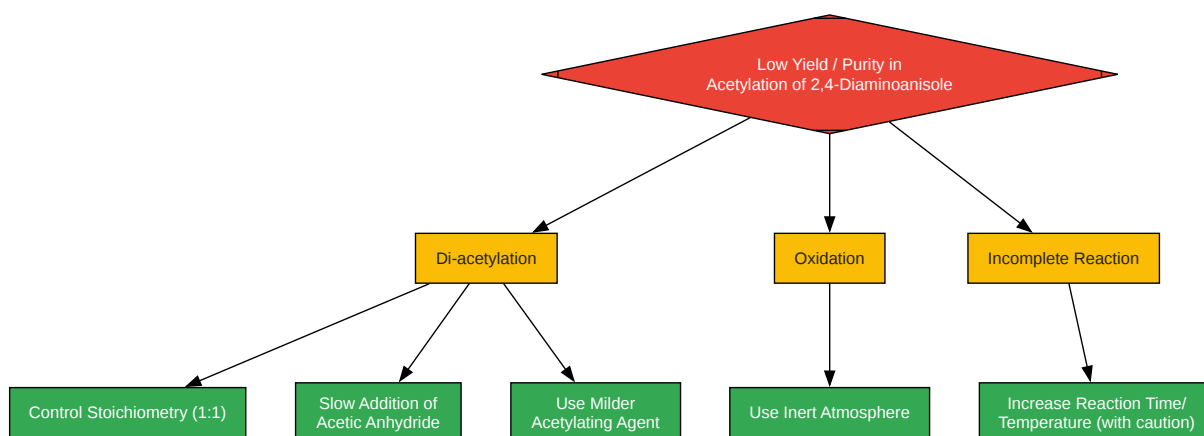 Low Yield / Purity in
Acetylation of 2,4-Diaminoanisole
Di-acetylation
Oxidation
Incomplete Reaction
Control Stoichiometry (1:1)
Slow Addition of
Acetic Anhydride
Use Milder
Acetylating Agent
Use Inert Atmosphere
Increase Reaction Time/
Temperature (with caution)